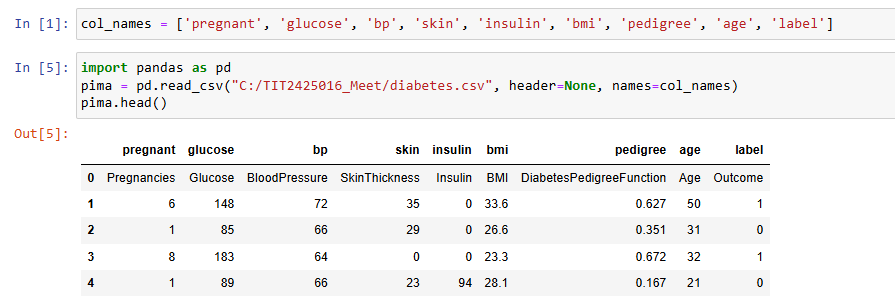 In [1]: col_names = ['pregnant', 'glucose', 'bp', 'skin', 'insulin', 'bmi', 'pedigree', 'age', 'label']
In [5]: import pandas as pd
pima = pd.read_csv("C:/TIT2425016_Meet/diabetes.csv", header=None, names=col_names)
pima.head()
Out[5]:
pregnant glucose bp skin insulin bmi pedigree age label
0 Pregnancies Glucose BloodPressure SkinThickness Insulin BMI DiabetesPedigreeFunction Age Outcome
1 6 148 72 35 0 33.6 0.627 50 1
2 1 85 66 29 0 26.6 0.351 31 0
3 8 183 64 0 0 23.3 0.672 32 1
4 1 89 66 23 94 28.1 0.167 21 0